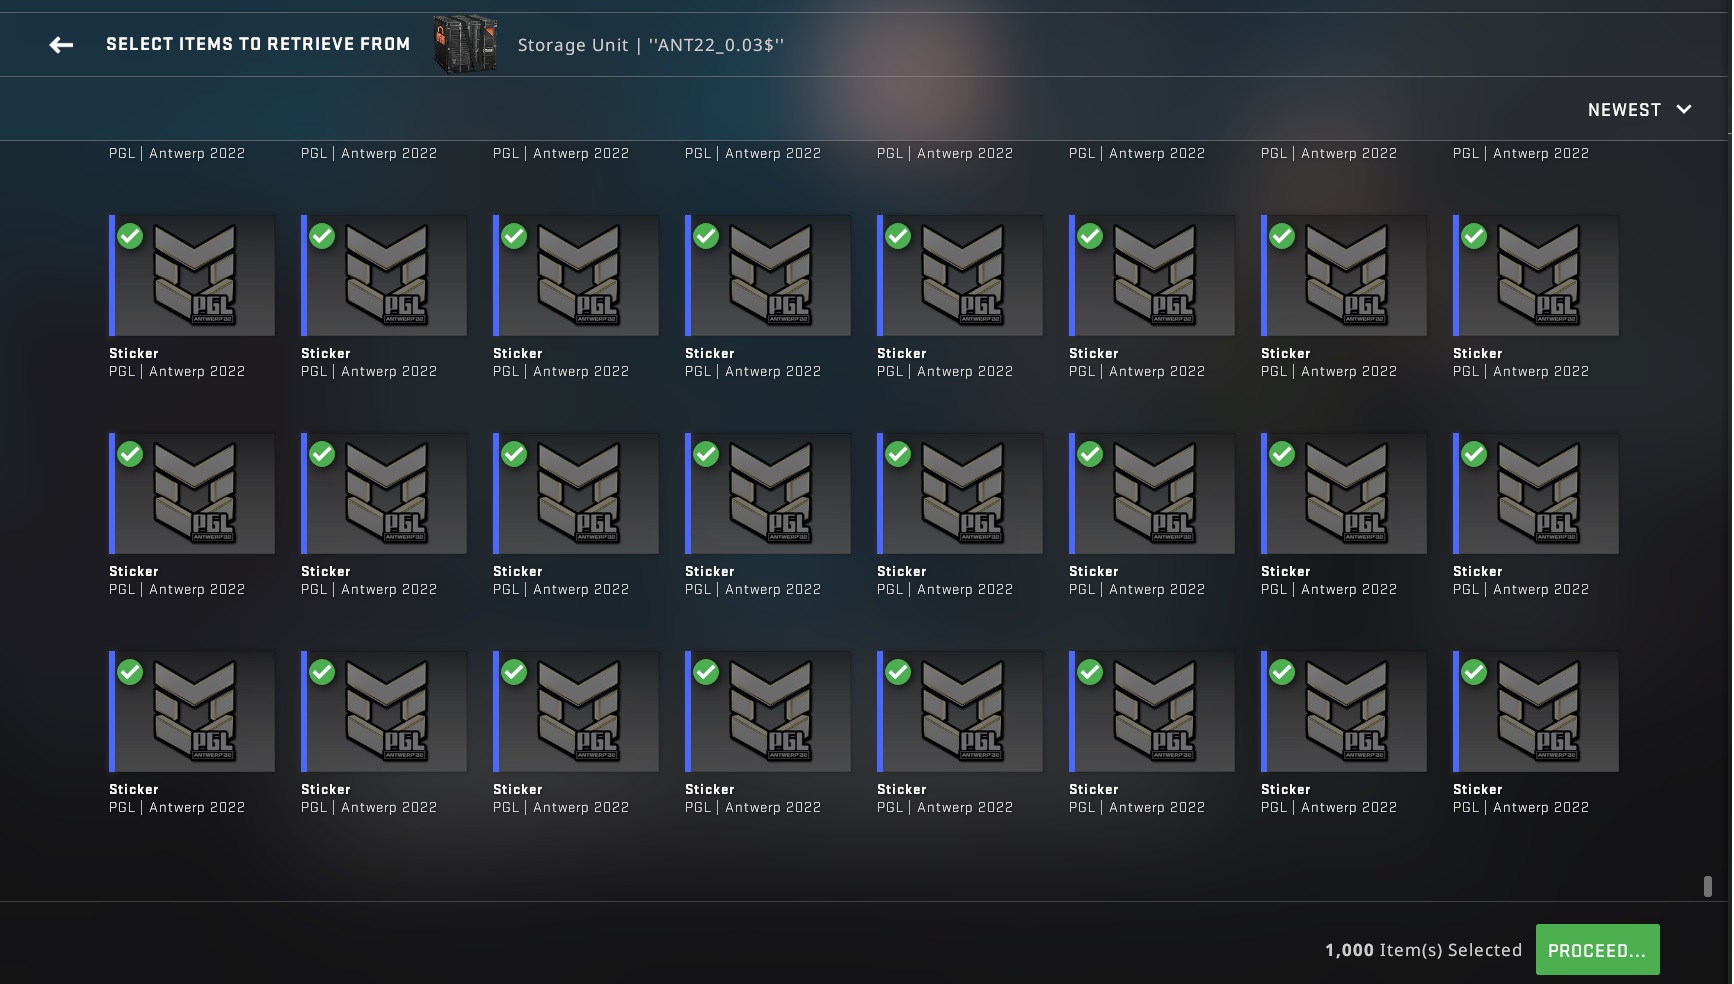 SELECT ITEMS TO RETRIEVE FROM Storage Unit | ''ANT22_0.03$''
NEWEST
PGL | Antwerp 2022 PGL | Antwerp 2022 PGL | Antwerp 2022 PGL | Antwerp 2022 PGL | Antwerp 2022 PGL | Antwerp 2022 PGL | Antwerp 2022 PGL | Antwerp 2022
PGL PGL PGL PGL PGL PGL PGL PGL
ANTWERP'22 ANTWERP'22 ANTWERP'22 ANTWERP'22 ANTWERP'22 ANTWERP'22 ANTWERP'22 ANTWERP'22
Sticker Sticker Sticker Sticker Sticker Sticker Sticker Sticker
PGL | Antwerp 2022 PGL | Antwerp 2022 PGL | Antwerp 2022 PGL | Antwerp 2022 PGL | Antwerp 2022 PGL | Antwerp 2022 PGL | Antwerp 2022 PGL | Antwerp 2022
PGL PGL PGL PGL PGL PGL PGL PGL
ANTWERP'22 ANTWERP'22 ANTWERP'22 ANTWERP'22 ANTWERP'22 ANTWERP'22 ANTWERP'22 ANTWERP'22
Sticker Sticker Sticker Sticker Sticker Sticker Sticker Sticker
PGL | Antwerp 2022 PGL | Antwerp 2022 PGL | Antwerp 2022 PGL | Antwerp 2022 PGL | Antwerp 2022 PGL | Antwerp 2022 PGL | Antwerp 2022 PGL | Antwerp 2022
PGL PGL PGL PGL PGL PGL PGL PGL
ANTWERP'22 ANTWERP'22 ANTWERP'22 ANTWERP'22 ANTWERP'22 ANTWERP'22 ANTWERP'22 ANTWERP'22
Sticker Sticker Sticker Sticker Sticker Sticker Sticker Sticker
PGL | Antwerp 2022 PGL | Antwerp 2022 PGL | Antwerp 2022 PGL | Antwerp 2022 PGL | Antwerp 2022 PGL | Antwerp 2022 PGL | Antwerp 2022 PGL | Antwerp 2022
1,000 Item(s) Selected PROCEED...